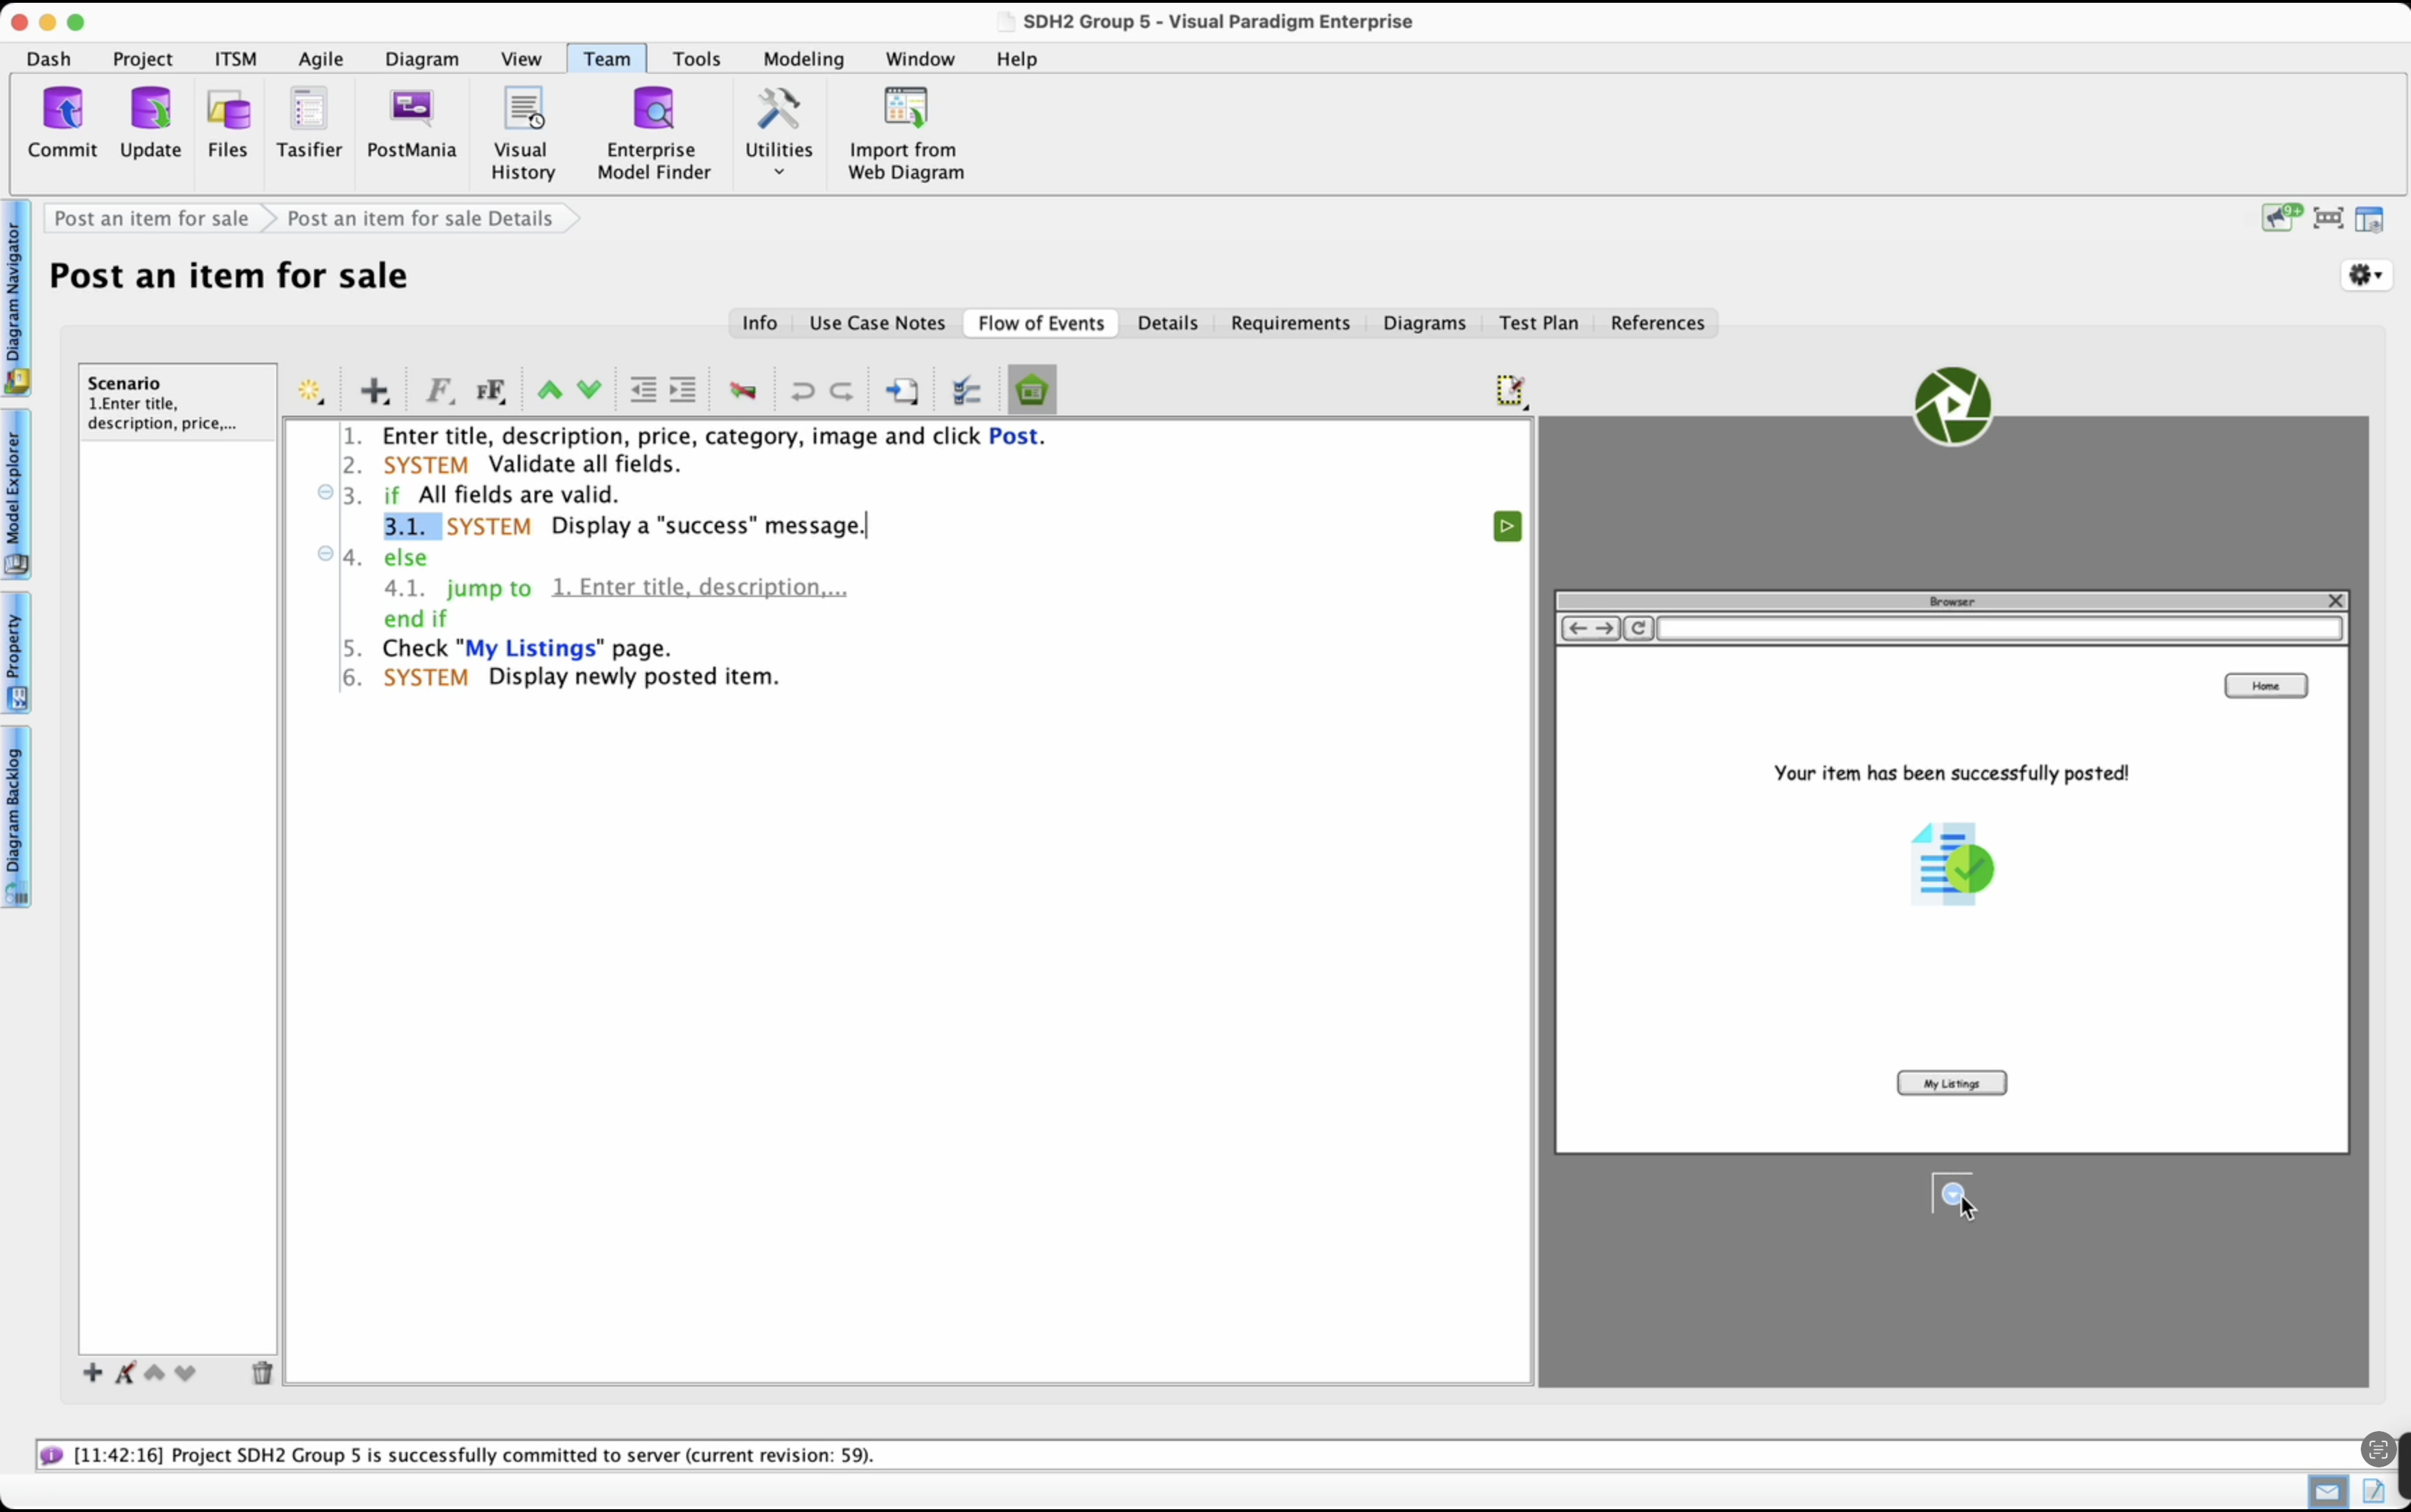 SDH2 Group 5 - Visual Paradigm Enterprise
Dash Project ITSM Agile Diagram View Team Tools Modeling Window Help
Commit Update Files Tasifier PostMania Visual History Enterprise Model Finder Utilities Import from Web Diagram
Post an item for sale Post an item for sale Details
9+
Post an item for sale
Info Use Case Notes Flow of Events Details Requirements Diagrams Test Plan References
Diagram Navigator
Model Explorer
Property
Diagram Backlog
Scenario
1.Enter title,
description, price,...
1. Enter title, description, price, category, image and click Post.
2. SYSTEM Validate all fields.
3. if All fields are valid.
3.1. SYSTEM Display a "success" message.
4. else
4.1. jump to 1. Enter title, description,...
end if
5. Check "My Listings" page.
6. SYSTEM Display newly posted item.
Browser
Home
Your item has been successfully posted!
My Listings
[11:42:16] Project SDH2 Group 5 is successfully committed to server (current revision: 59).